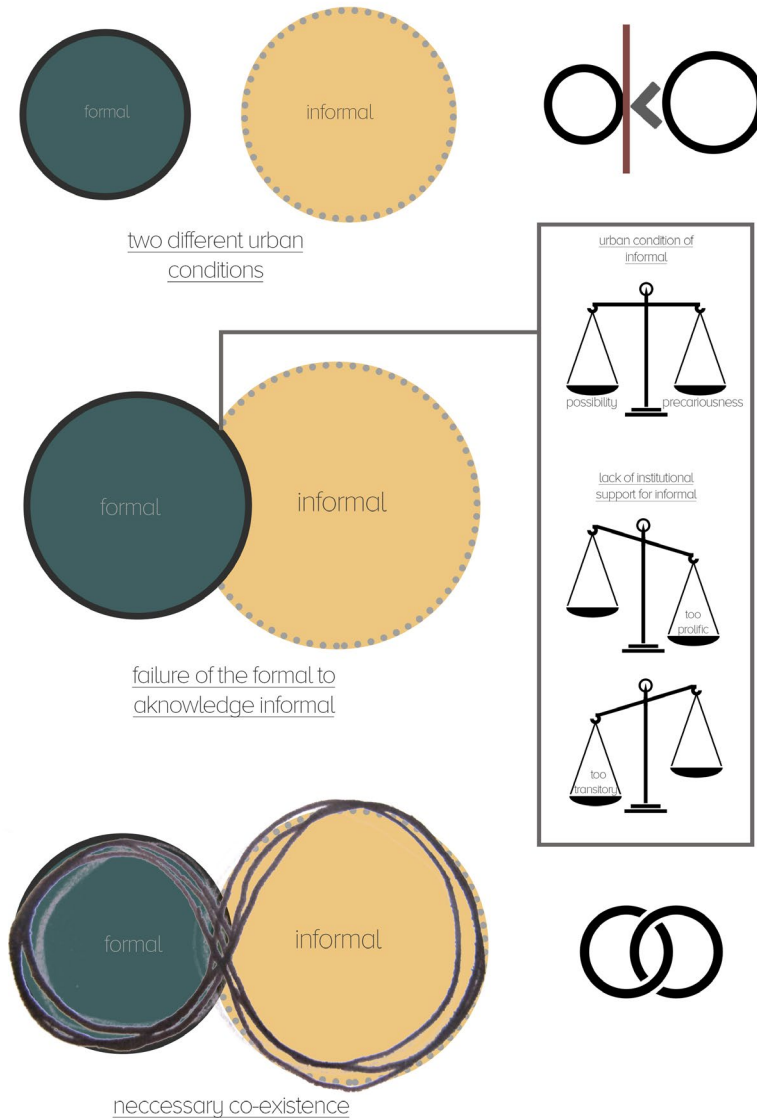 formal
informal
two different urban
conditions
urban condition of
informal
possibility
precariousness
formal
informal
failure of the formal to
aknowledge informal
lack of institutional
support for informal
too
prolific
too
transitory
formal
informal
neccessary co-existence